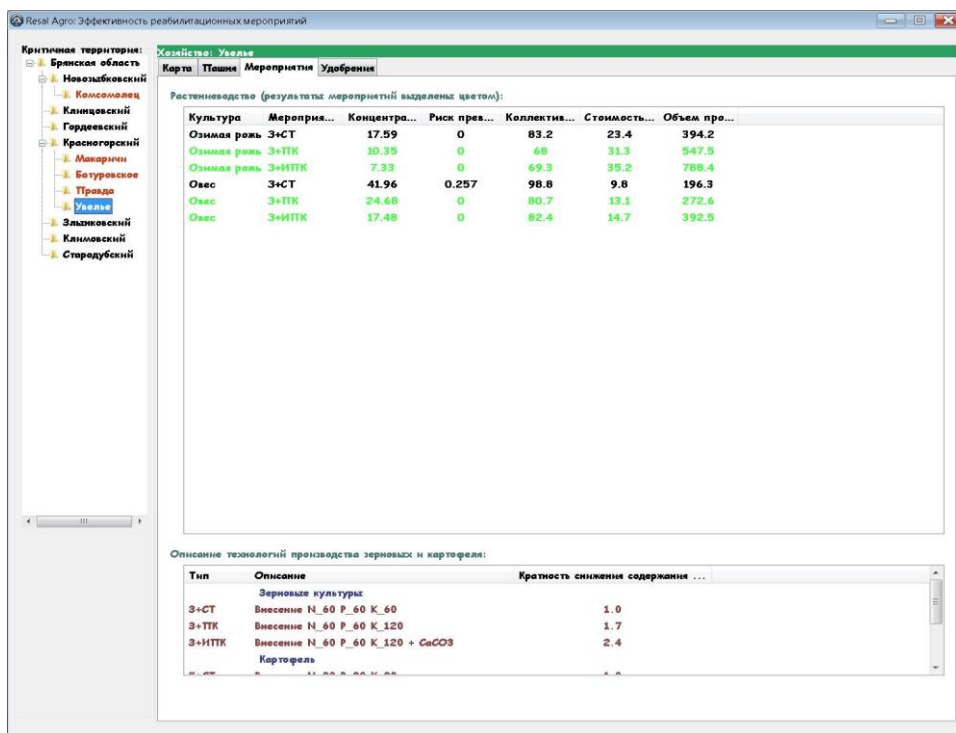 Resal Agro: Эффективность реабилитационных мероприятий
Критичная территория:
Брянская область
Новозыбковский
Комсомолец
Клинцовский
Гордеевский
Красногорский
Макаричи
Батуровское
Правда
Увелье
Злынковский
Климовский
Стародубский
Хозяйство: Увелье
Карта Пашня Мероприятия Удобрения
Растениеводство (результаты мероприятий выделены цветом):
Культура Мероприя... Концентра... Риск прев... Коллектив... Стоимость... Объем про...
Озимая рожь З+СТ 17.59 0 83.2 23.4 394.2
Озимая рожь З+ПК 10.35 0 68 31.3 547.5
Озимая рожь З+ИПК 7.33 0 69.3 35.2 788.4
Овес З+СТ 41.96 0.257 98.8 9.8 196.3
Овес З+ПК 24.68 0 80.7 13.1 272.6
Овес З+ИПК 17.48 0 82.4 14.7 392.5
Описание технологий производства зерновых и картофеля:
Тип Описание Кратность снижения содержания ...
Зерновые культуры
З+СТ Внесение N_60 P_60 K_60 1.0
З+ПК Внесение N_60 P_60 K_120 1.7
З+ИПК Внесение N_60 P_60 K_120 + CaCO3 2.4
Картофель